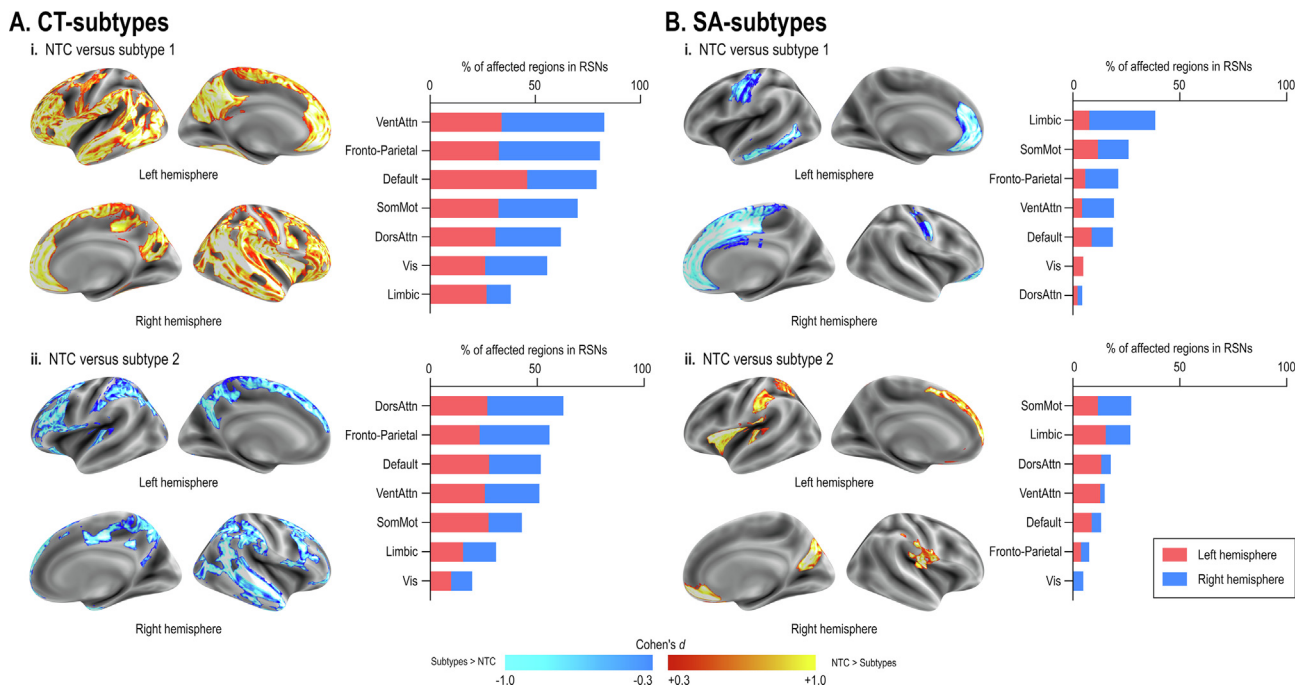 A. CT-subtypes
i. NTC versus subtype 1
% of affected regions in RSNs
0 50 100
VentAttn
Fronto-Parietal
Default
SomMot
DorsAttn
Vis
Limbic
Left hemisphere
Right hemisphere
ii. NTC versus subtype 2
% of affected regions in RSNs
0 50 100
DorsAttn
Fronto-Parietal
Default
VentAttn
SomMot
Limbic
Vis
Left hemisphere
Right hemisphere
B. SA-subtypes
i. NTC versus subtype 1
% of affected regions in RSNs
0 50 100
Limbic
SomMot
Fronto-Parietal
VentAttn
Default
Vis
DorsAttn
Left hemisphere
Right hemisphere
ii. NTC versus subtype 2
% of affected regions in RSNs
0 50 100
SomMot
Limbic
DorsAttn
VentAttn
Default
Fronto-Parietal
Vis
Left hemisphere
Right hemisphere
Left hemisphere
Right hemisphere
Cohen's d
Subtypes > NTC
NTC > Subtypes
-1.0 -0.3 +0.3 +1.0